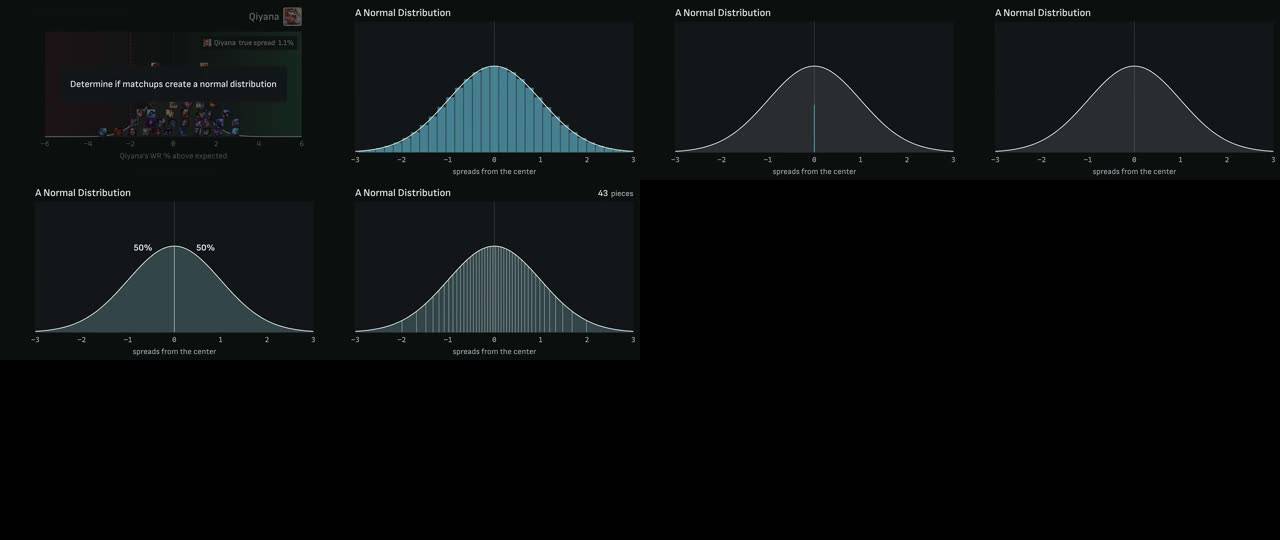 Qiyana
Qiyana true spread 1.1%
Determine if matchups create a normal distribution
−6 −4 −2 0 2 4 6
Qiyana's WR % above expected
A Normal Distribution
−3 −2 −1 0 1 2 3
spreads from the center
A Normal Distribution
−3 −2 −1 0 1 2 3
spreads from the center
A Normal Distribution
−3 −2 −1 0 1 2 3
spreads from the center
A Normal Distribution
50% 50%
−3 −2 −1 0 1 2 3
spreads from the center
A Normal Distribution
43 pieces
−3 −2 −1 0 1 2 3
spreads from the center